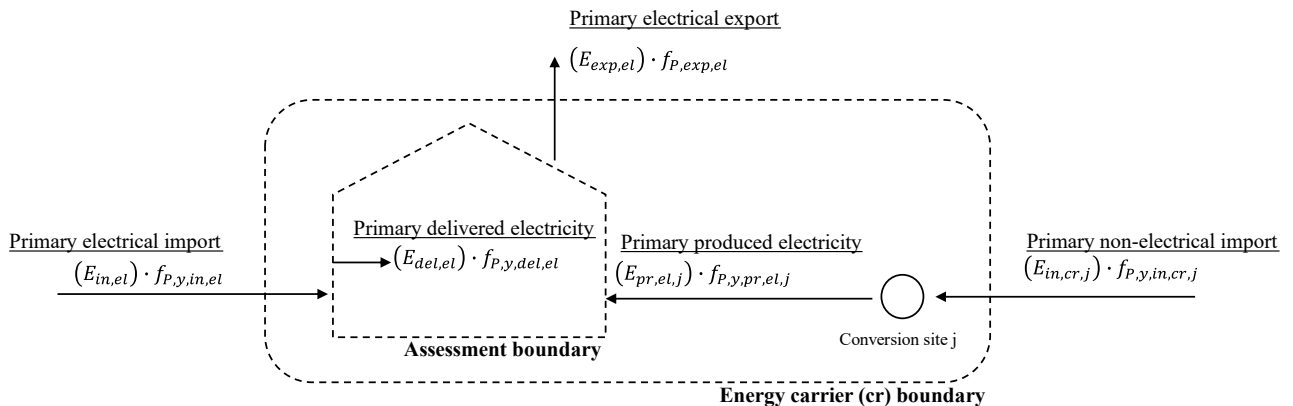 Primary electrical export
(E_{exp,el}) · f_{P,exp,el}
Primary delivered electricity
(E_{del,el}) · f_{P,y,del,el}
Primary electrical import
(E_{in,el}) · f_{P,y,in,el}
Primary produced electricity
(E_{pr,el,j}) · f_{P,y,pr,el,j}
Primary non-electrical import
(E_{in,cr,j}) · f_{P,y,in,cr,j}
Conversion site j
Assessment boundary
Energy carrier (cr) boundary